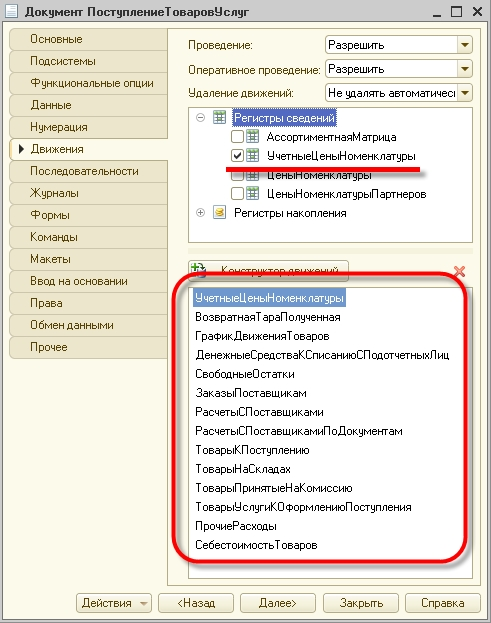 Документ ПоступлениеТоваровУслуг
Основные
Подсистемы
Функциональные опции
Данные
Нумерация
Движения
Последовательности
Журналы
Формы
Команды
Макеты
Ввод на основании
Права
Обмен данными
Прочее
Проведение: Разрешить
Оперативное проведение: Разрешить
Удаление движений: Не удалять автоматичесн
Регистры сведений
АссортиментнаяМатрица
УчетныеЦеныНоменклатуры
ЦеныНоменклатуры
ЦеныНоменклатурыПартнеров
Регистры накопления
Конструктор движений
УчетныеЦеныНоменклатуры
ВозвратнаяТараПолученная
ГрафикДвиженияТоваров
ДенежныеСредстваКСписаниюСПодотчетныхЛиц
СвободныеОстатки
ЗаказыПоставщикам
РасчетыСПоставщиками
РасчетыСПоставщикамиПоДокументам
ТоварыКПоступлению
ТоварыНаСкладах
ТоварыПринятыеНаКомиссию
ТоварыУслугиКОформлениюПоступления
ПрочиеРасходы
СебестоимостьТоваров
Действия
<Назад
Далее>
Закрыть
Справка